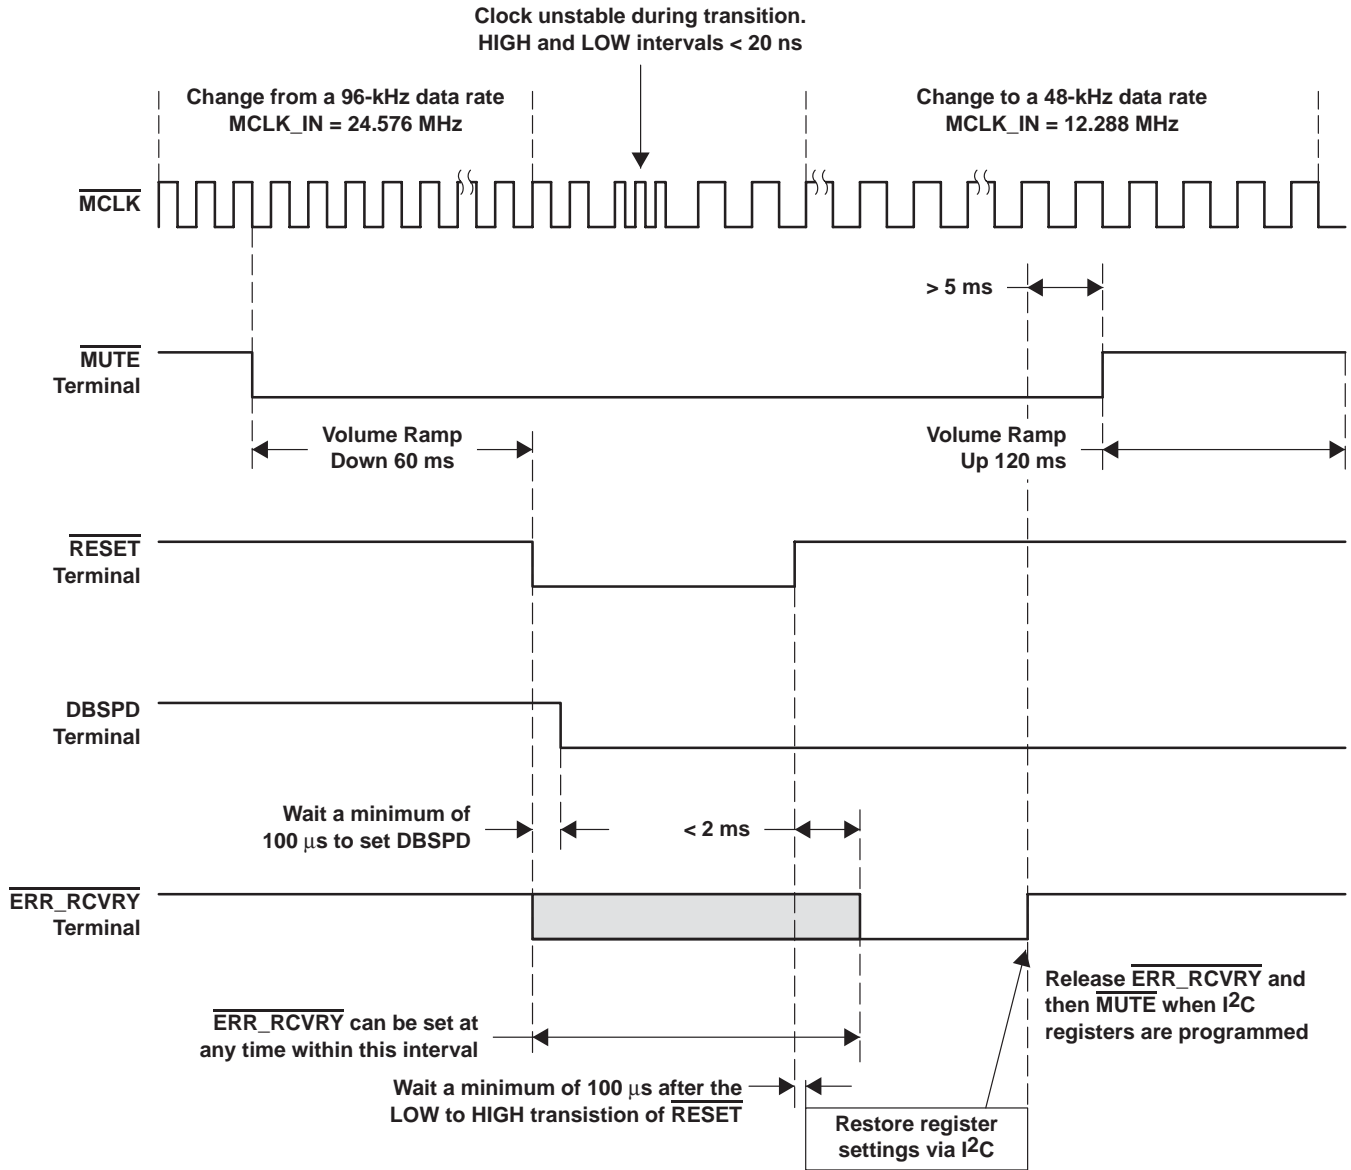 Clock unstable during transition.
HIGH and LOW intervals < 20 ns
Change from a 96-kHz data rate
MCLK_IN = 24.576 MHz
Change to a 48-kHz data rate
MCLK_IN = 12.288 MHz
MCLK
> 5 ms
MUTE
Terminal
Volume Ramp
Down 60 ms
Volume Ramp
Up 120 ms
RESET
Terminal
DBSPD
Terminal
Wait a minimum of
100 μs to set DBSPD
< 2 ms
ERR_RCVRY
Terminal
ERR_RCVRY can be set at
any time within this interval
Release ERR_RCVRY and
then MUTE when I2C
registers are programmed
Wait a minimum of 100 μs after the
LOW to HIGH transistion of RESET
Restore register
settings via I2C